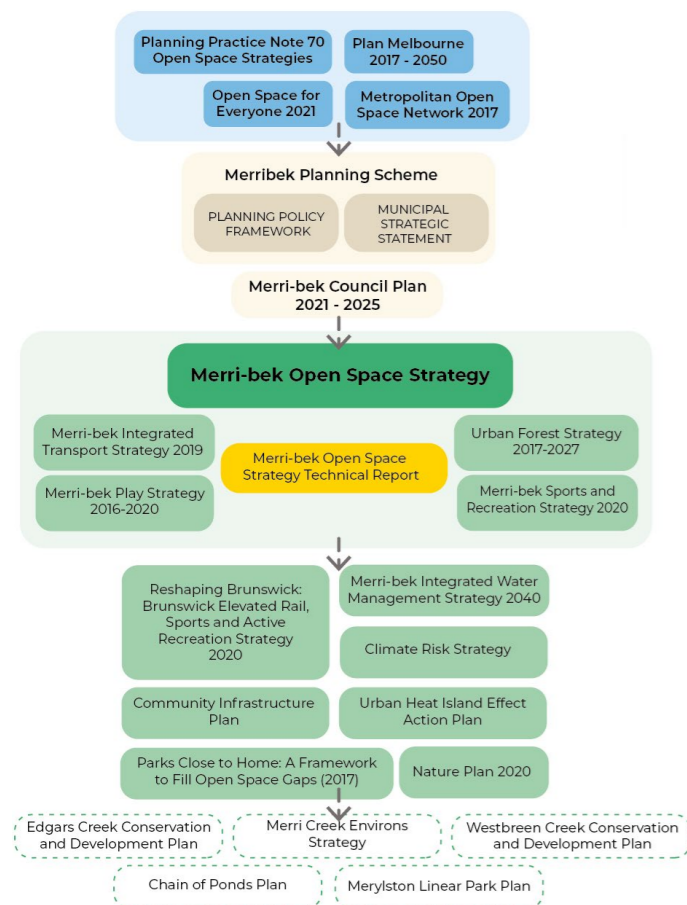 Planning Practice Note 70
Open Space Strategies
Plan Melbourne
2017 - 2050
Open Space for
Everyone 2021
Metropolitan Open
Space Network 2017
Merribek Planning Scheme
PLANNING POLICY
FRAMEWORK
MUNICIPAL
STRATEGIC
STATEMENT
Merri-bek Council Plan
2021 - 2025
Merri-bek Open Space Strategy
Merri-bek Integrated
Transport Strategy 2019
Merri-bek Play Strategy
2016-2020
Merri-bek Open Space
Strategy Technical Report
Urban Forest Strategy
2017-2027
Merri-bek Sports and
Recreation Strategy 2020
Reshaping Brunswick:
Brunswick Elevated Rail,
Sports and Active
Recreation Strategy
2020
Merri-bek Integrated Water
Management Strategy 2040
Climate Risk Strategy
Community Infrastructure
Plan
Urban Heat Island Effect
Action Plan
Parks Close to Home: A Framework
to Fill Open Space Gaps (2017)
Nature Plan 2020
Edgars Creek Conservation
and Development Plan
Merri Creek Environs
Strategy
Westbreen Creek Conservation
and Development Plan
Chain of Ponds Plan
Merylston Linear Park Plan